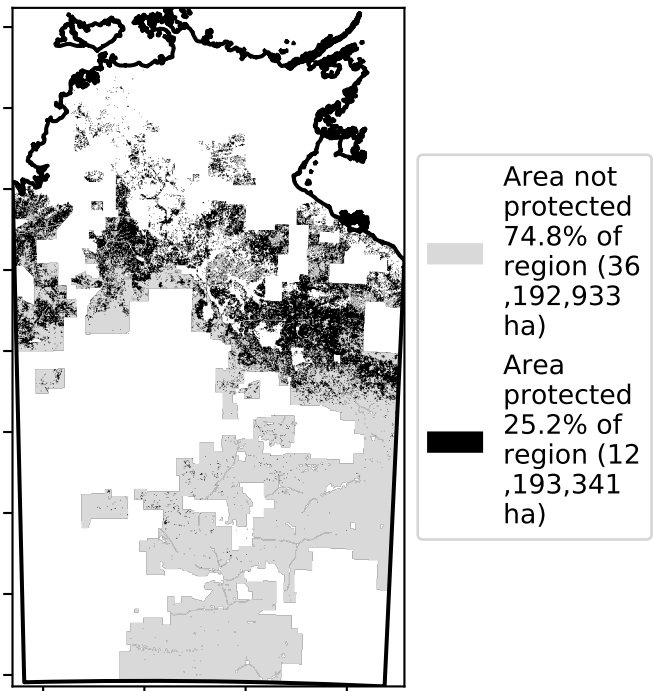 Area not
protected
74.8% of
region (36
,192,933
ha)
Area
protected
25.2% of
region (12
,193,341
ha)